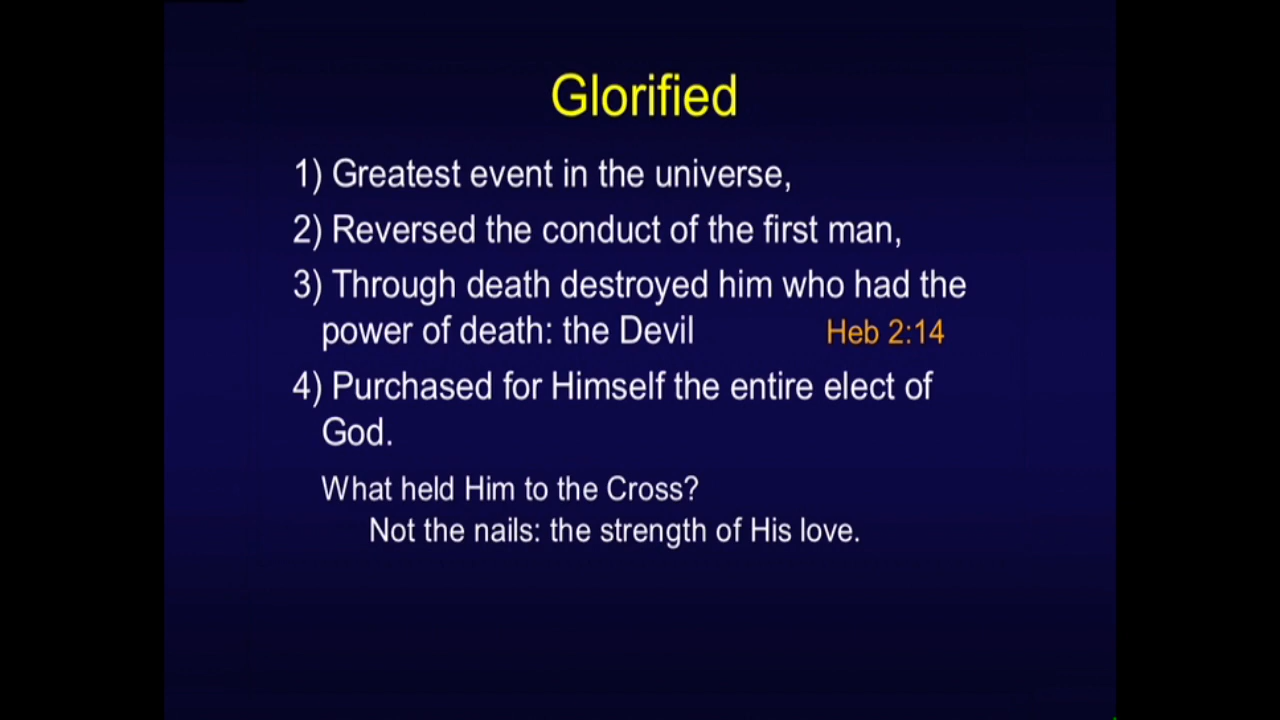 Glorified
1) Greatest event in the universe,
2) Reversed the conduct of the first man,
3) Through death destroyed him who had the
power of death: the Devil Heb 2:14
4) Purchased for Himself the entire elect of
God.
What held Him to the Cross?
Not the nails: the strength of His love.